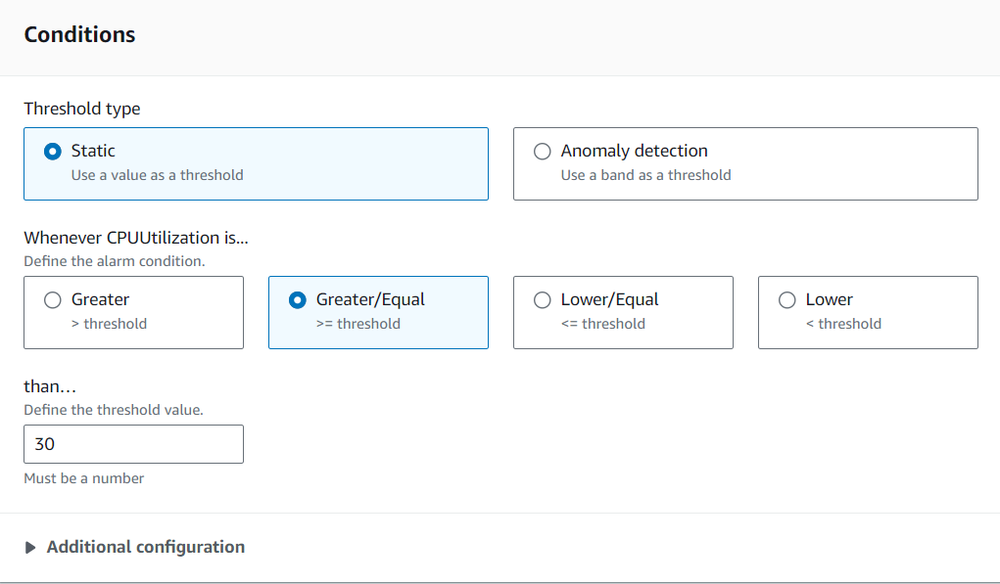 Conditions
Threshold type
Static
Use a value as a threshold
Anomaly detection
Use a band as a threshold
Whenever CPUUtilization is...
Define the alarm condition.
Greater
> threshold
Greater/Equal
>= threshold
Lower/Equal
<= threshold
Lower
< threshold
than…
Define the threshold value.
30
Must be a number
Additional configuration